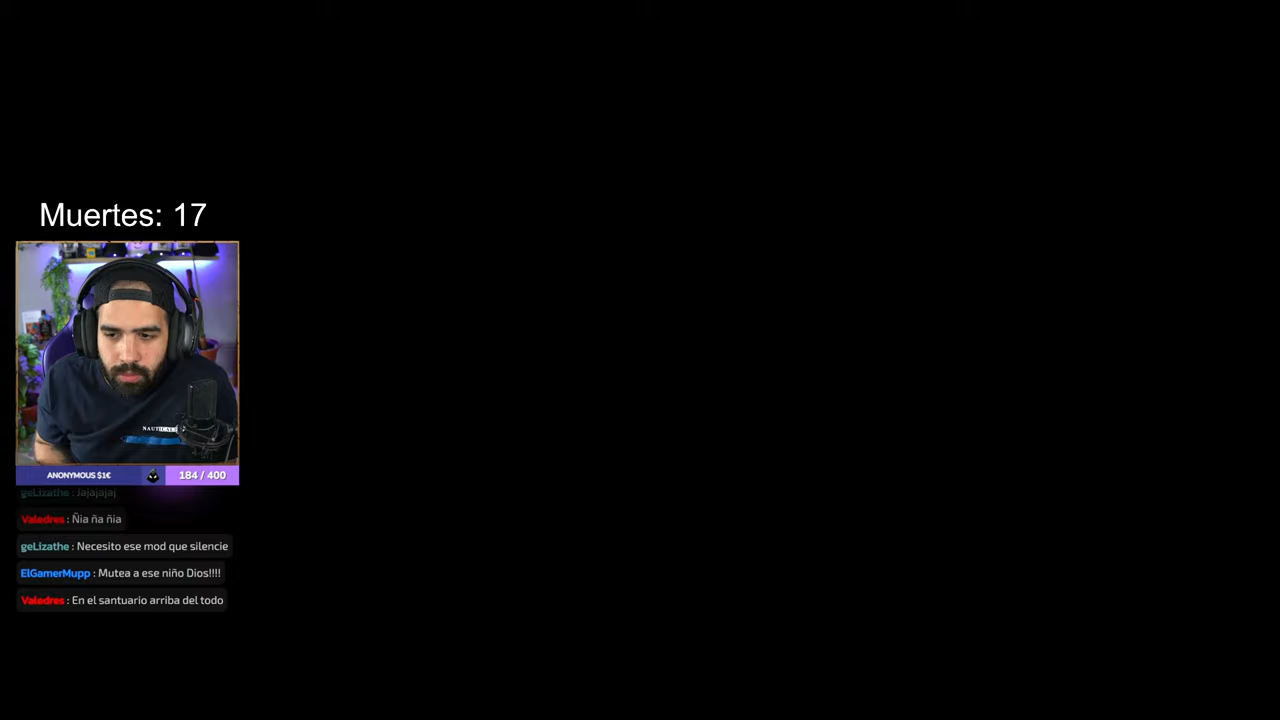 Muertes: 17
NAUTICA
ANONYMOUS $1€
184 / 400
geLizathe : Jajajajaj
Valedres : Ñia ña ñia
geLizathe : Necesito ese mod que silencie
ElGamerMupp : Mutea a ese niño Dios!!!!
Valedres : En el santuario arriba del todo